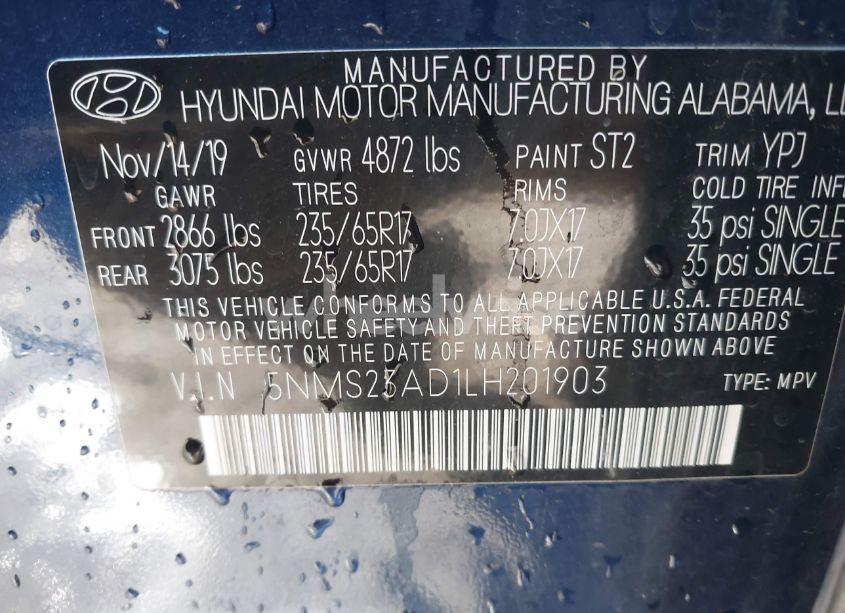 MANUFACTURED BY
HYUNDAI MOTOR MANUFACTURING ALABAMA, LL
Nov/14/19 GVWR 4872 lbs PAINT ST2 TRIM YPJ
GAWR TIRES RIMS COLD TIRE INF
FRONT 2866 lbs 235/65R17 7.0JX17 35 psi SINGLE
REAR 3075 lbs 235/65R17 7.0JX17 35 psi SINGLE
THIS VEHICLE CONFORMS TO ALL APPLICABLE U.S.A. FEDERAL
MOTOR VEHICLE SAFETY AND THEFT PREVENTION STANDARDS
IN EFFECT ON THE DATE OF MANUFACTURE SHOWN ABOVE
V.I.N 5NMS23AD1LH201903 TYPE: MPV